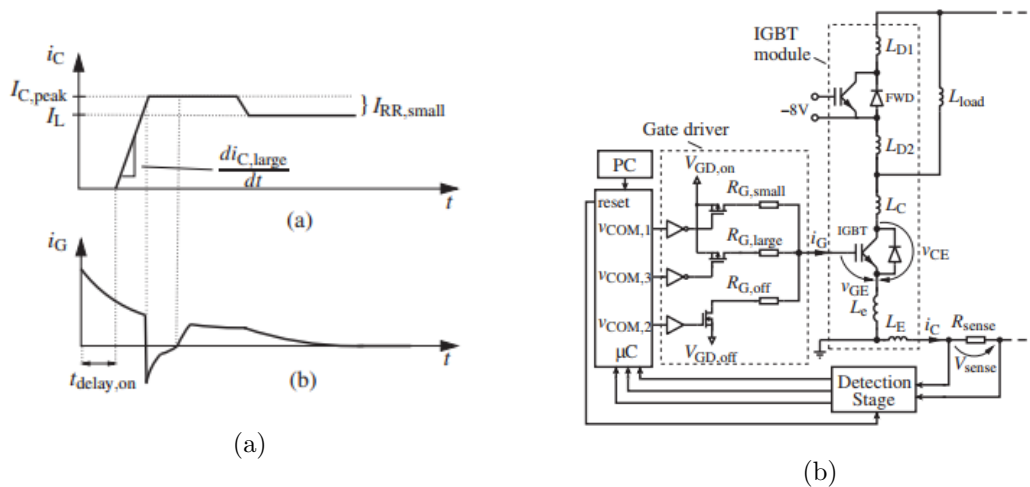 i_C
I_C,peak
I_L
} I_RR,small
di_C,large
dt
t
(a)
i_G
t
t_delay,on
(b)
(a)
(b)
IGBT
module
L_D1
FWD
−8V
L_load
L_D2
Gate driver
PC
V_GD,on
R_G,small
reset
L_C
v_COM,1
IGBT
R_G,large
i_G
v_CE
v_COM,3
v_GE
R_G,off
L_e
v_COM,2
L_E
i_C
R_sense
μC
V_GD,off
V_sense
Detection
Stage